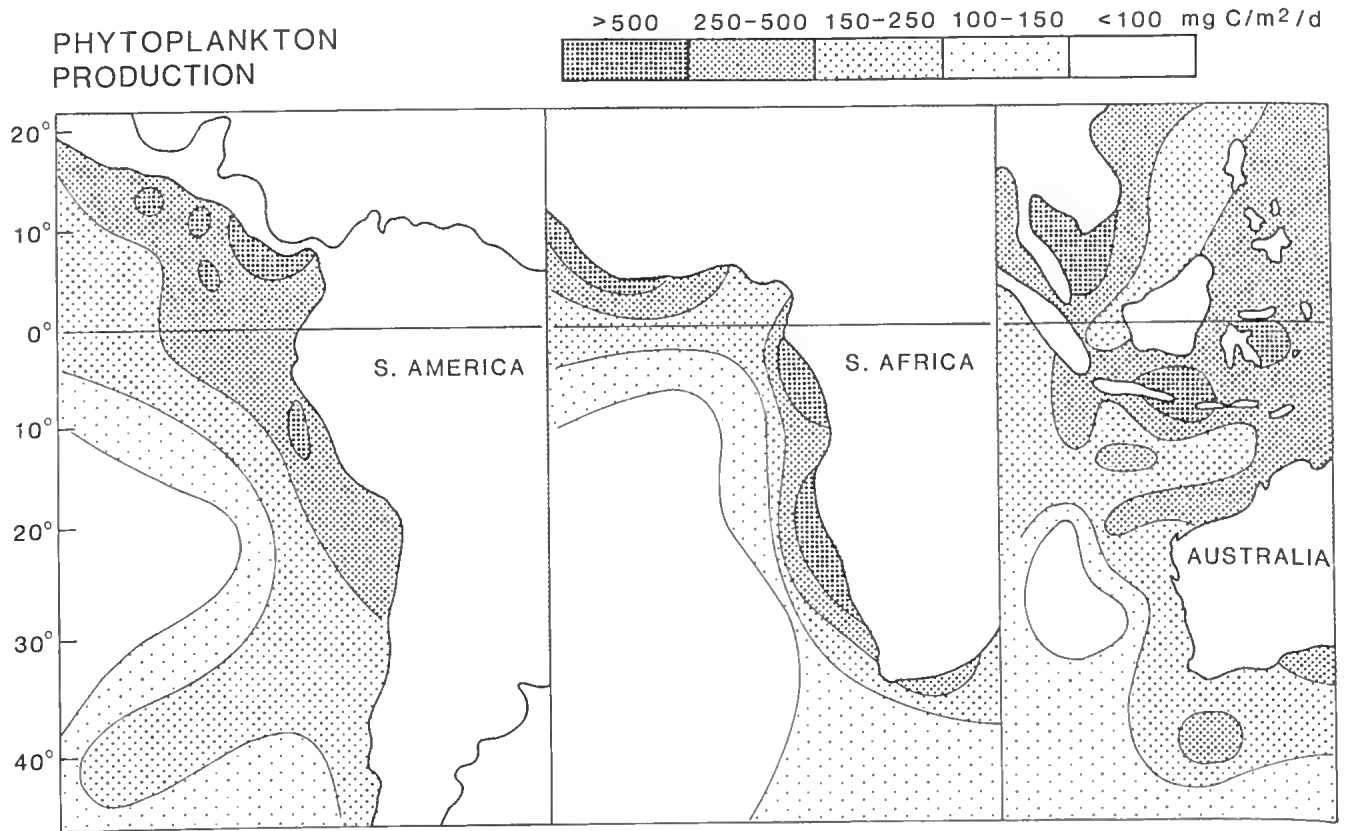 PHYTOPLANKTON
PRODUCTION
>500 250-500 150-250 100-150 <100 mg C/m²/d
20°
10°
0°
10°
20°
30°
40°
S. AMERICA
S. AFRICA
AUSTRALIA